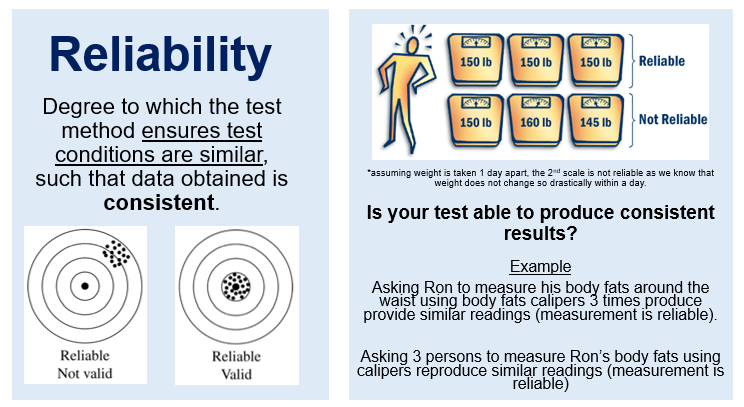 Reliability
Degree to which the test
method ensures test
conditions are similar,
such that data obtained is
consistent.
Reliable
Not valid
Reliable
Valid
150 lb
150 lb
150 lb
Reliable
150 lb
160 lb
145 lb
Not Reliable
*assuming weight is taken 1 day apart, the 2nd scale is not reliable as we know that
weight does not change so drastically within a day.
Is your test able to produce consistent
results?
Example
Asking Ron to measure his body fats around the
waist using body fats calipers 3 times produce
provide similar readings (measurement is reliable).
Asking 3 persons to measure Ron's body fats using
calipers reproduce similar readings (measurement is
reliable)